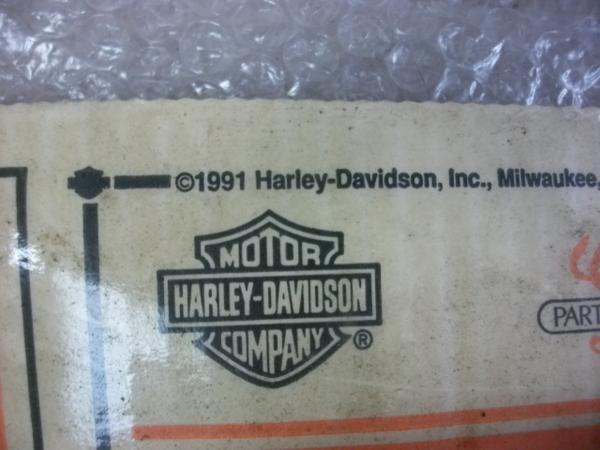 ©1991 Harley-Davidson, Inc., Milwaukee,
MOTOR
HARLEY-DAVIDSON
COMPANY ®
PART